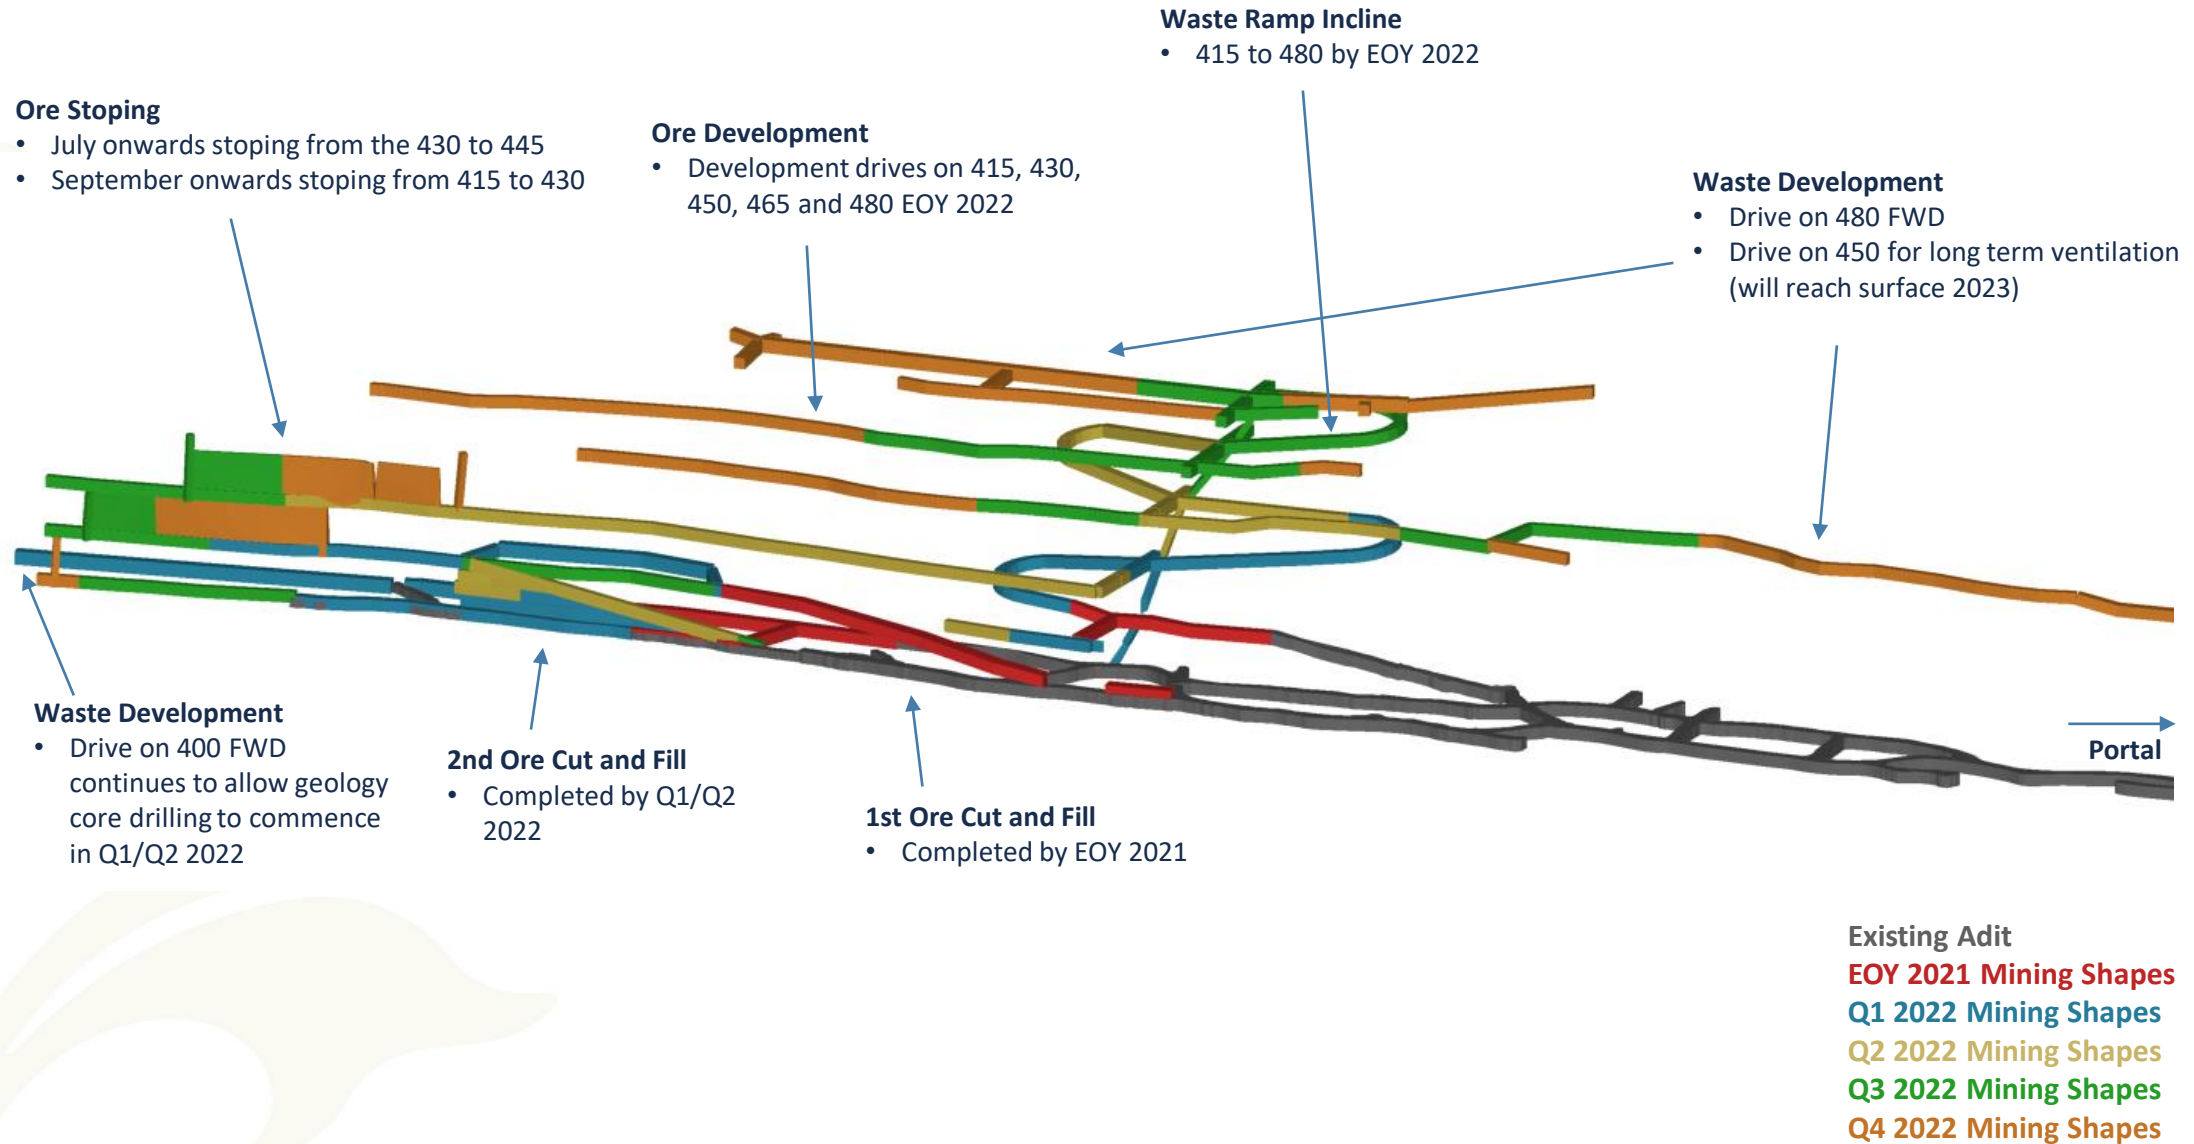 Waste Ramp Incline
• 415 to 480 by EOY 2022
Ore Stoping
• July onwards stoping from the 430 to 445
• September onwards stoping from 415 to 430
Ore Development
• Development drives on 415, 430,
450, 465 and 480 EOY 2022
Waste Development
• Drive on 480 FWD
• Drive on 450 for long term ventilation
(will reach surface 2023)
Waste Development
• Drive on 400 FWD
continues to allow geology
core drilling to commence
in Q1/Q2 2022
2nd Ore Cut and Fill
• Completed by Q1/Q2
2022
1st Ore Cut and Fill
• Completed by EOY 2021
Portal
Existing Adit
EOY 2021 Mining Shapes
Q1 2022 Mining Shapes
Q2 2022 Mining Shapes
Q3 2022 Mining Shapes
Q4 2022 Mining Shapes